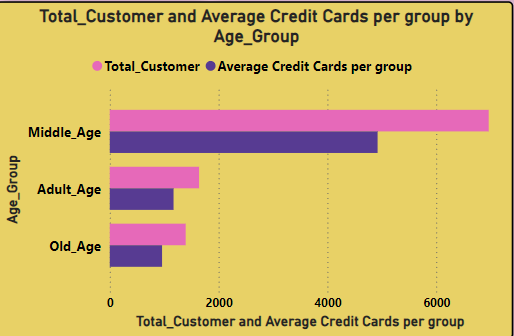 Total_Customer and Average Credit Cards per group by
Age_Group
Total_Customer Average Credit Cards per group
Age_Group
Middle_Age
Adult_Age
Old_Age
0 2000 4000 6000
Total_Customer and Average Credit Cards per group